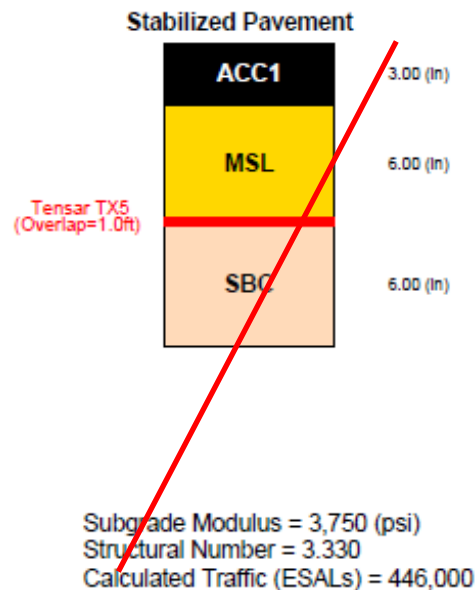 Stabilized Pavement
ACC1
3.00 (in)
MSL
6.00 (in)
Tensar TX5
(Overlap=1.0ft)
SBC
6.00 (in)
Subgrade Modulus = 3,750 (psi)
Structural Number = 3.330
Calculated Traffic (ESALs) = 446,000